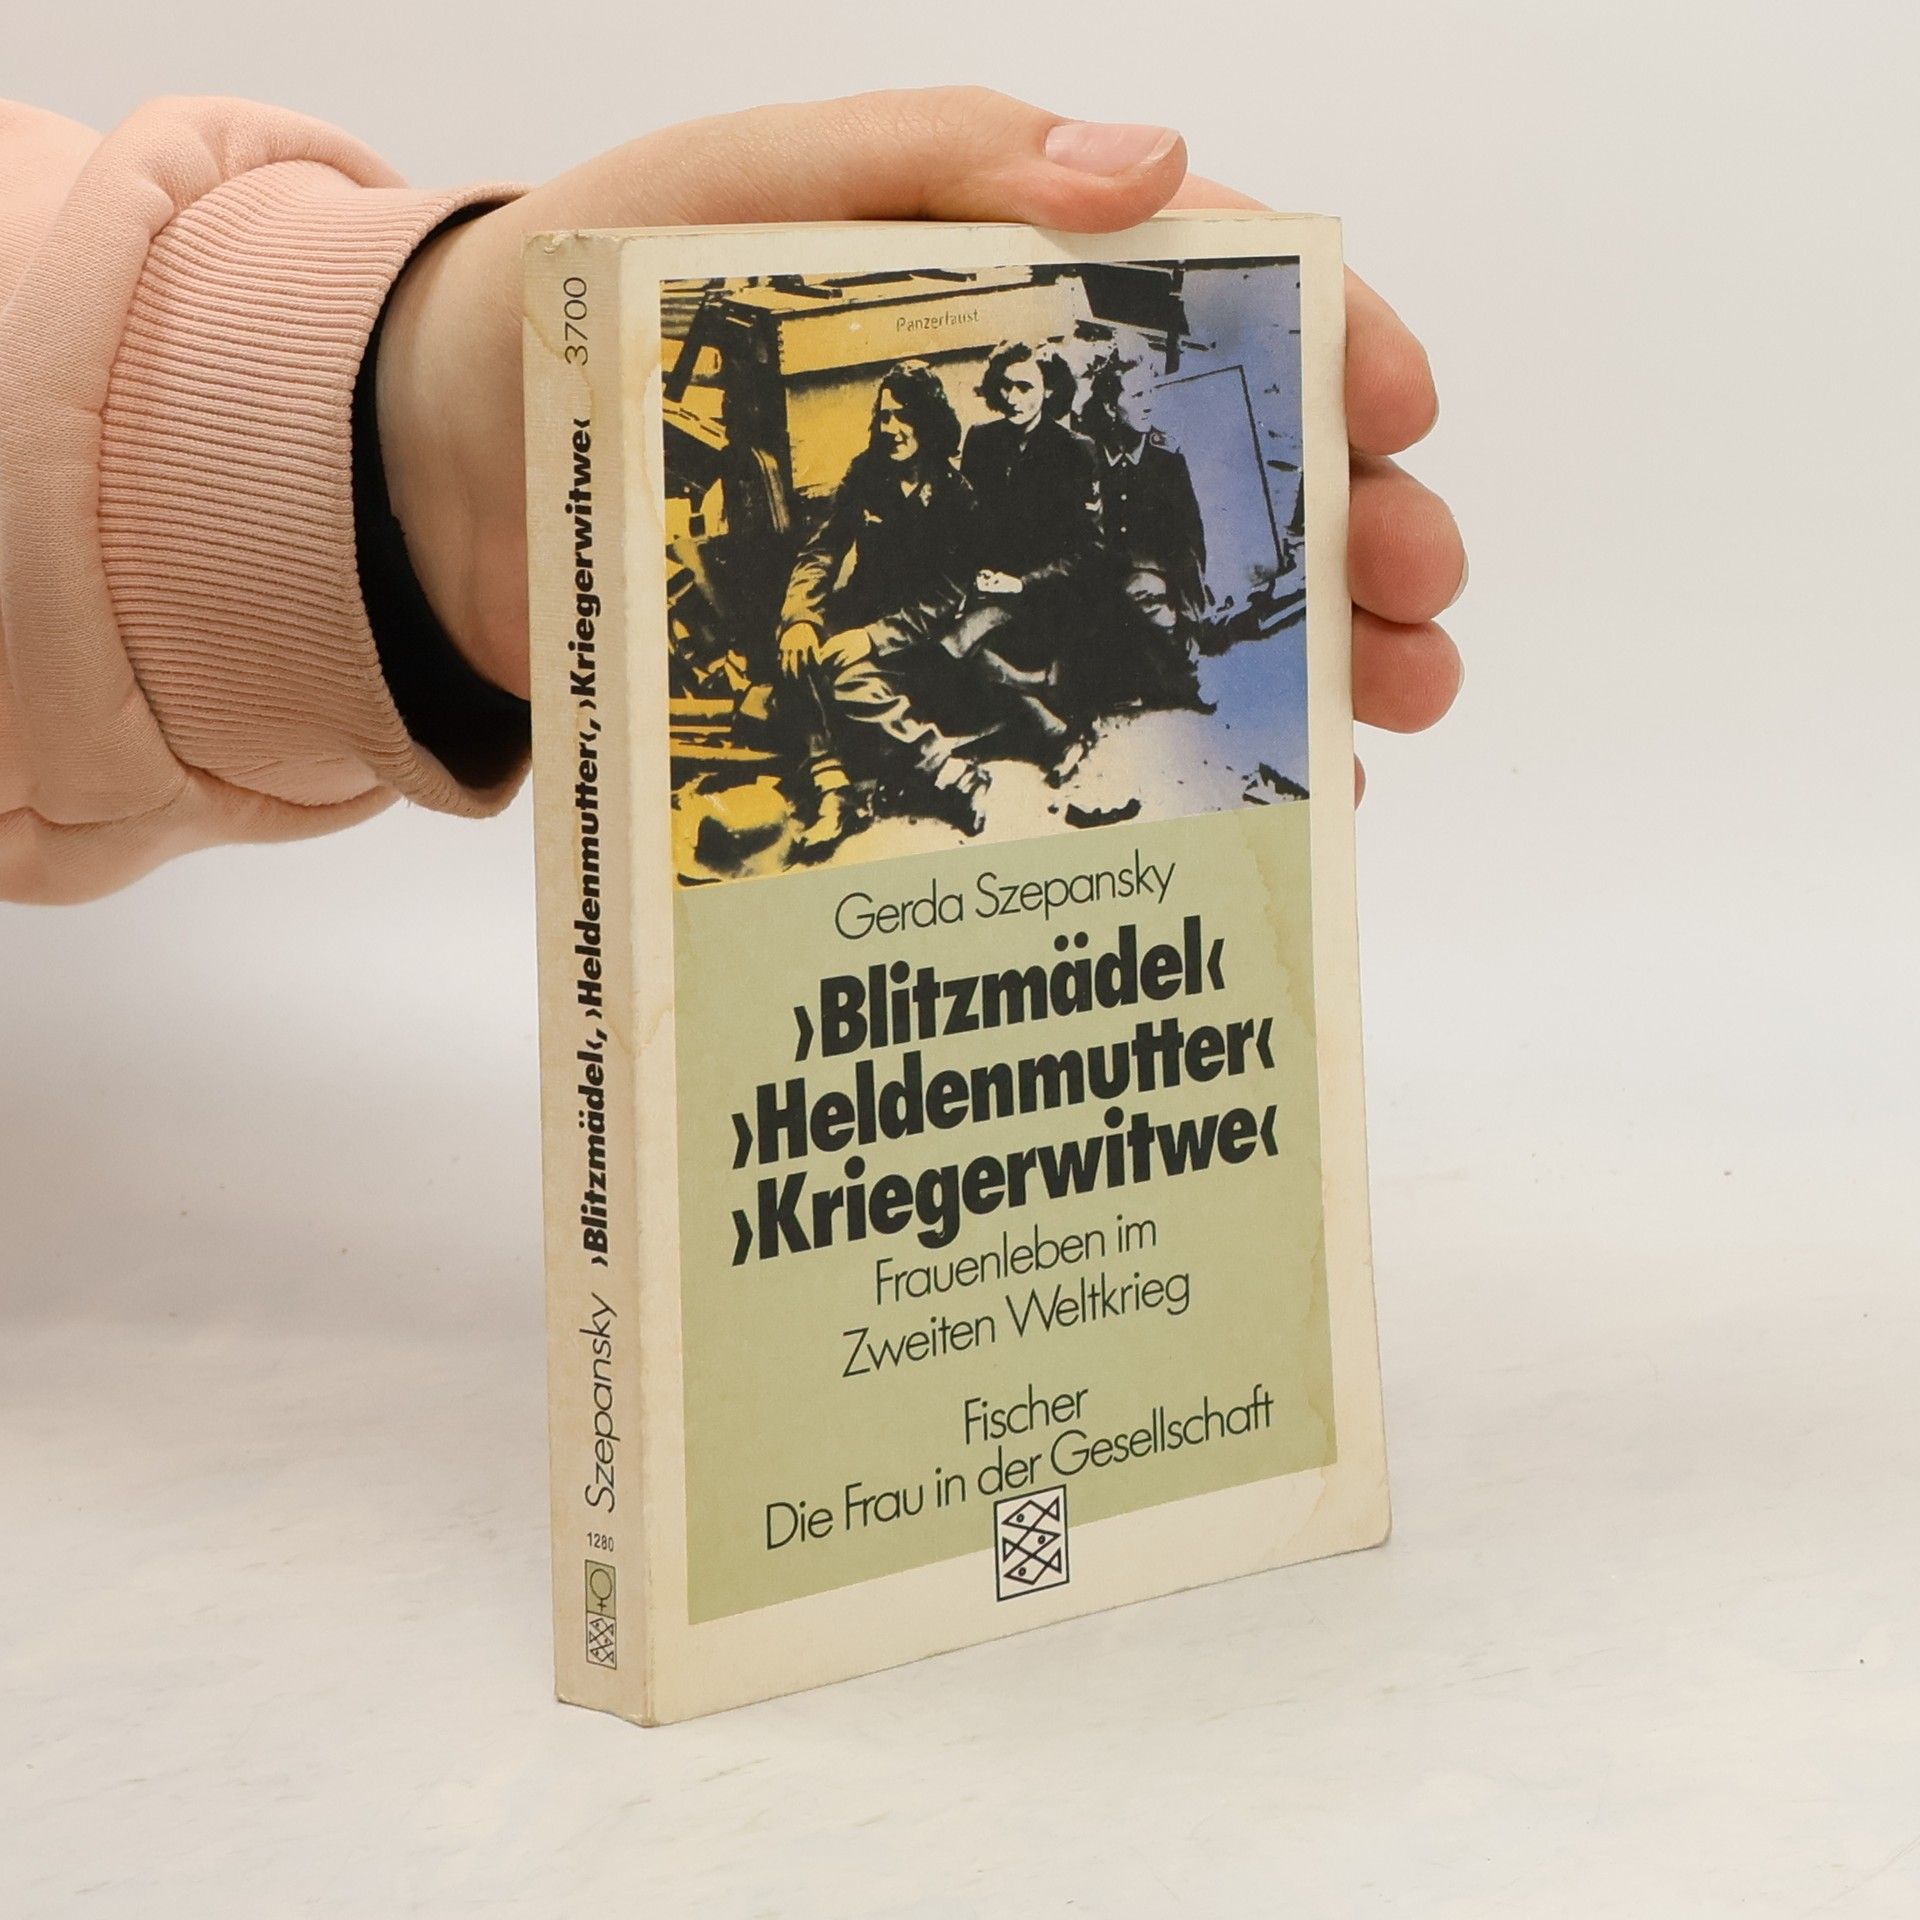 Panzerfaust
Gerda Szepansky
›Blitzmädel‹
›Heldenmutter‹
›Kriegerwitwe‹
Frauenleben im
Zweiten Weltkrieg
Fischer
Die Frau in der Gesellschaft
Szepansky ›Blitzmädel‹, ›Heldenmutter‹, ›Kriegerwitwe‹ 3700
1280